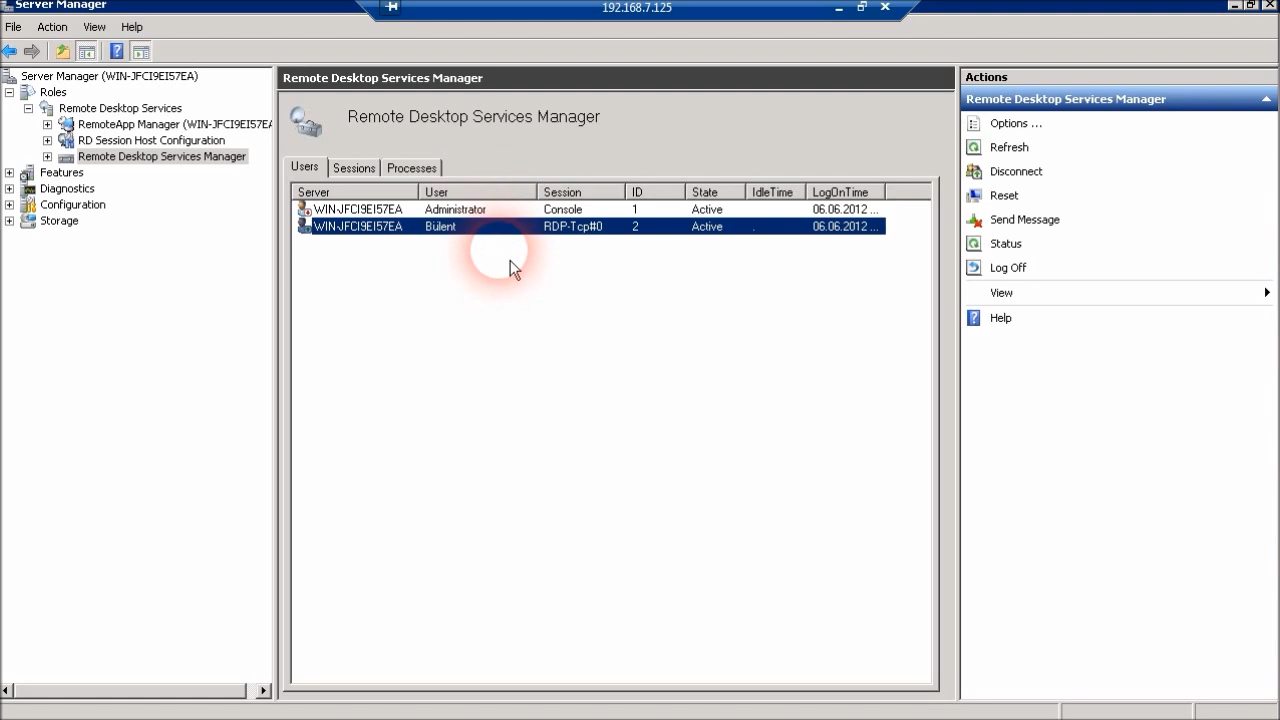 Server Manager
192.168.7.125
File Action View Help
Server Manager (WIN-JFCI9EI57EA)
Roles
Remote Desktop Services
RemoteApp Manager (WIN-JFCI9EI57EA
RD Session Host Configuration
Remote Desktop Services Manager
Features
Diagnostics
Configuration
Storage
Remote Desktop Services Manager
Remote Desktop Services Manager
Users Sessions Processes
Server User Session ID State IdleTime LogOnTime
WIN-JFCI9EI57EA Administrator Console 1 Active 06.06.2012 ...
WIN-JFCI9EI57EA Bülent RDP-Tcp#0 2 Active . 06.06.2012 ...
Actions
Remote Desktop Services Manager
Options ...
Refresh
Disconnect
Reset
Send Message
Status
Log Off
View
Help